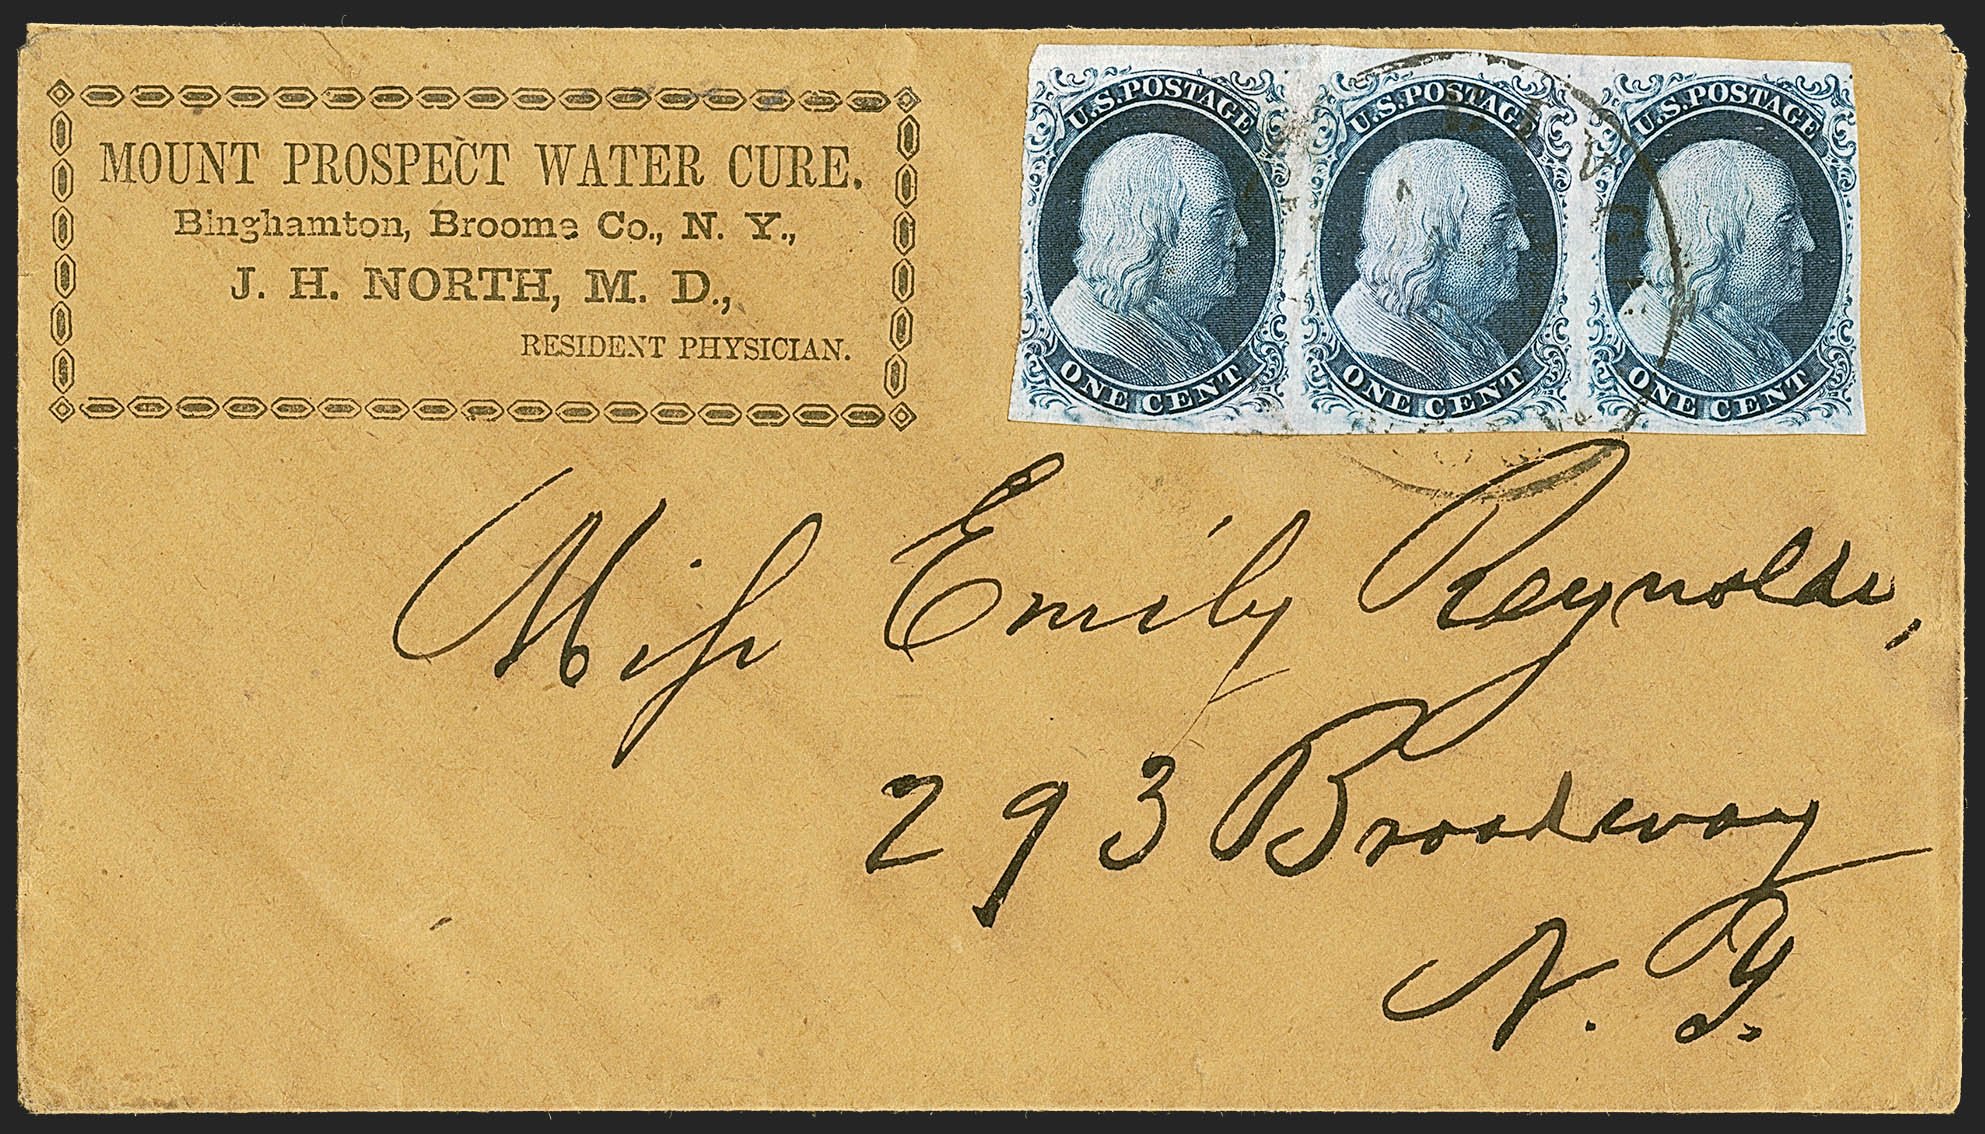 MOUNT PROSPECT WATER CURE.
Binghamton, Broome Co., N. Y.,
J. H. NORTH, M. D.,
RESIDENT PHYSICIAN.
U.S. POSTAGE
ONE CENT
U.S. POSTAGE
ONE CENT
U.S. POSTAGE
ONE CENT
Miss Emily Reynolds,
293 Broadway
N. Y.